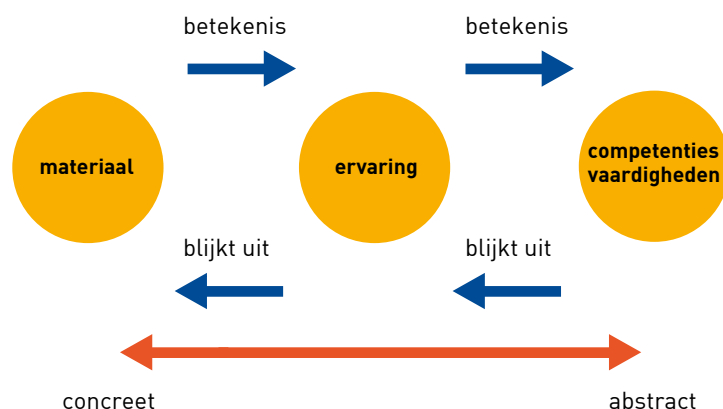 betekenis
betekenis
materiaal
ervaring
competenties
vaardigheden
blijkt uit
blijkt uit
concreet
abstract